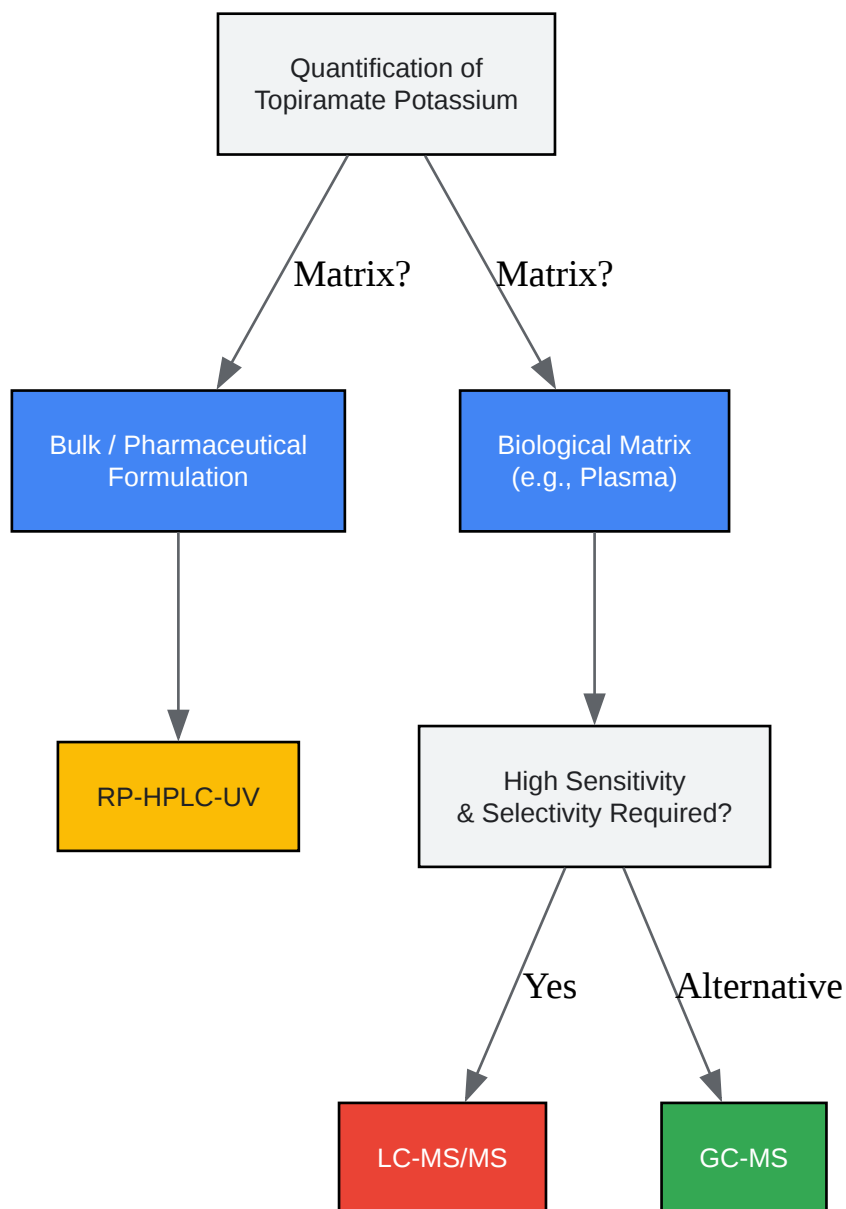 Quantification of
Topiramate Potassium
Matrix?
Matrix?
Bulk / Pharmaceutical
Formulation
Biological Matrix
(e.g., Plasma)
RP-HPLC-UV
High Sensitivity
& Selectivity Required?
Yes
Alternative
LC-MS/MS
GC-MS